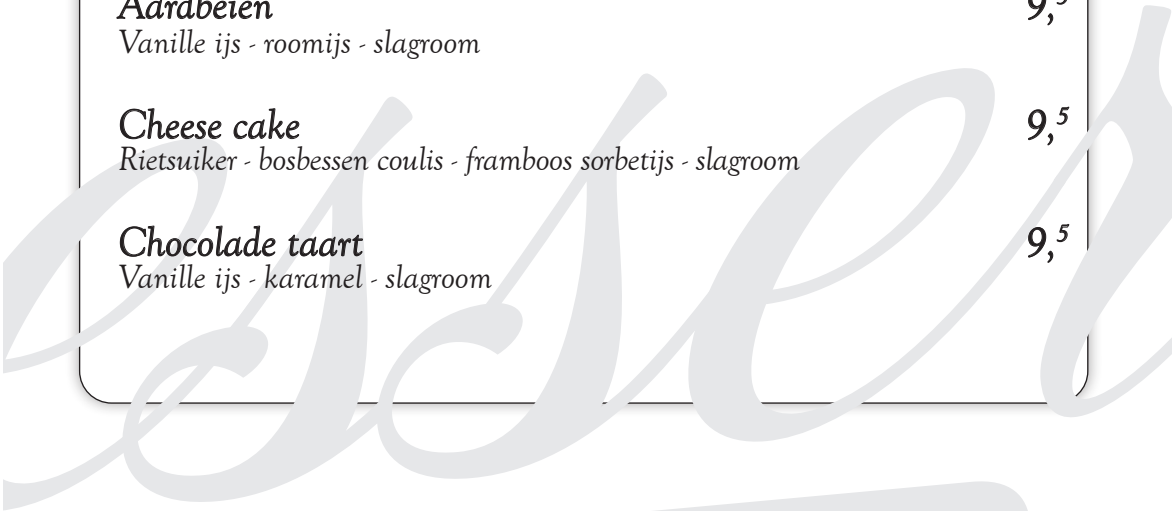 Aardbeien 9,5
Vanille ijs - roomijs - slagroom
Cheese cake 9,5
Rietsuiker - bosbessen coulis - framboos sorbetijs - slagroom
Chocolade taart 9,5
Vanille ijs - karamel - slagroom